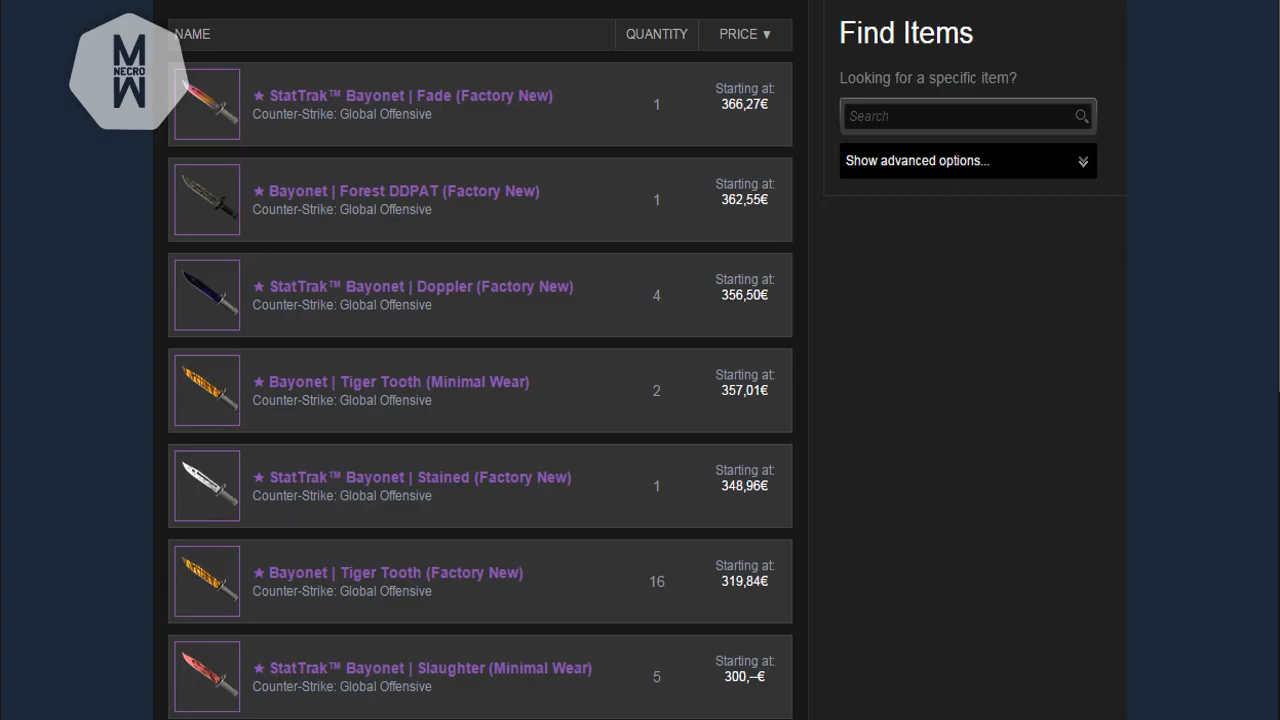 M
NECRO
M
NAME QUANTITY PRICE ▼
★ StatTrak™ Bayonet | Fade (Factory New)
Counter-Strike: Global Offensive
1
Starting at:
366,27€
★ Bayonet | Forest DDPAT (Factory New)
Counter-Strike: Global Offensive
1
Starting at:
362,55€
★ StatTrak™ Bayonet | Doppler (Factory New)
Counter-Strike: Global Offensive
4
Starting at:
356,50€
★ Bayonet | Tiger Tooth (Minimal Wear)
Counter-Strike: Global Offensive
2
Starting at:
357,01€
★ StatTrak™ Bayonet | Stained (Factory New)
Counter-Strike: Global Offensive
1
Starting at:
348,96€
★ Bayonet | Tiger Tooth (Factory New)
Counter-Strike: Global Offensive
16
Starting at:
319,84€
★ StatTrak™ Bayonet | Slaughter (Minimal Wear)
Counter-Strike: Global Offensive
5
Starting at:
300,--€
Find Items
Looking for a specific item?
Search
Show advanced options...